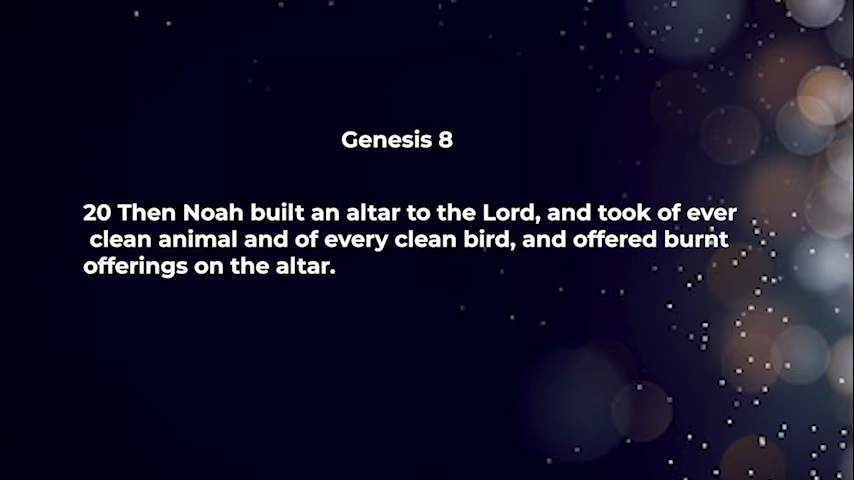 Genesis 8
20 Then Noah built an altar to the Lord, and took of ever
clean animal and of every clean bird, and offered burnt
offerings on the altar.